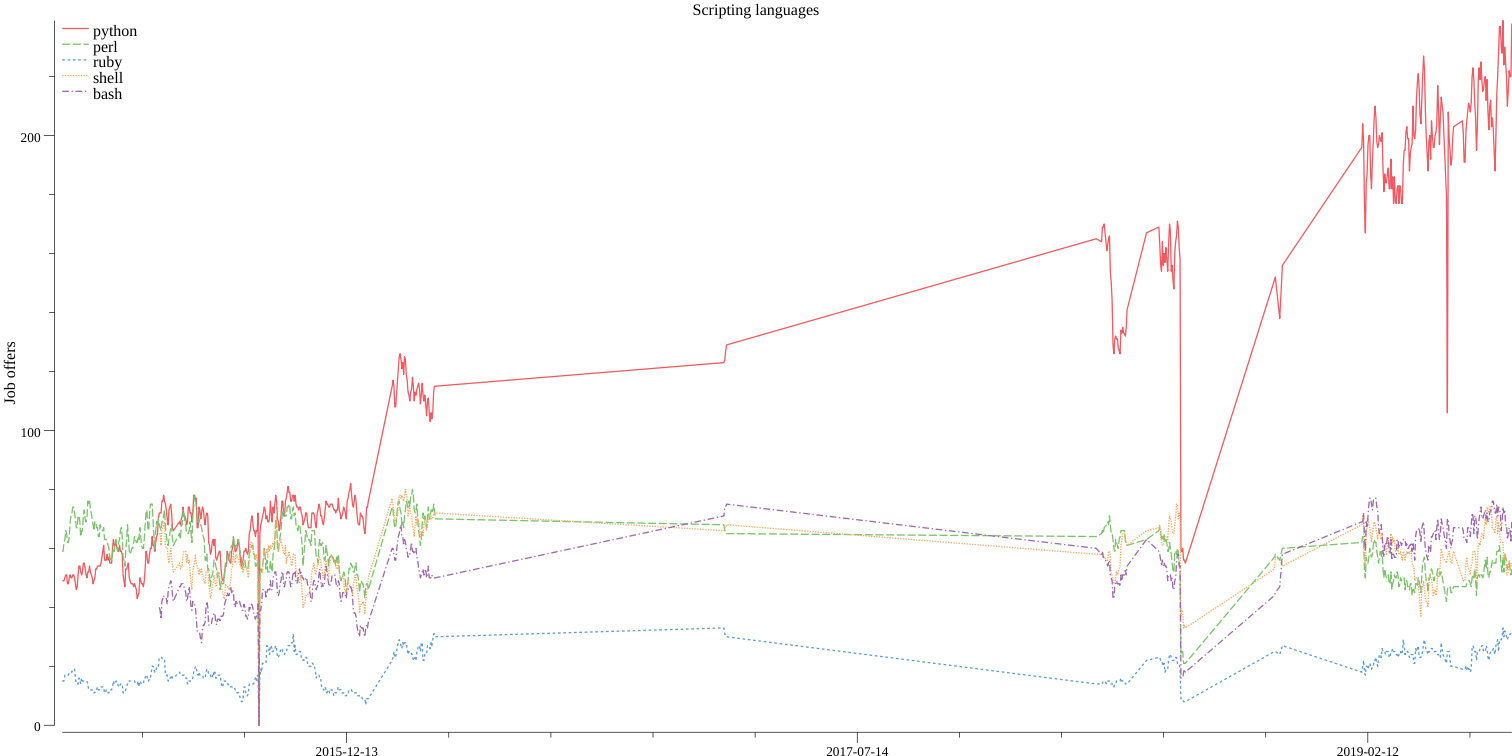 Scripting languages
python
perl
ruby
shell
bash
200
100
0
Job offers
2015-12-13
2017-07-14
2019-02-12